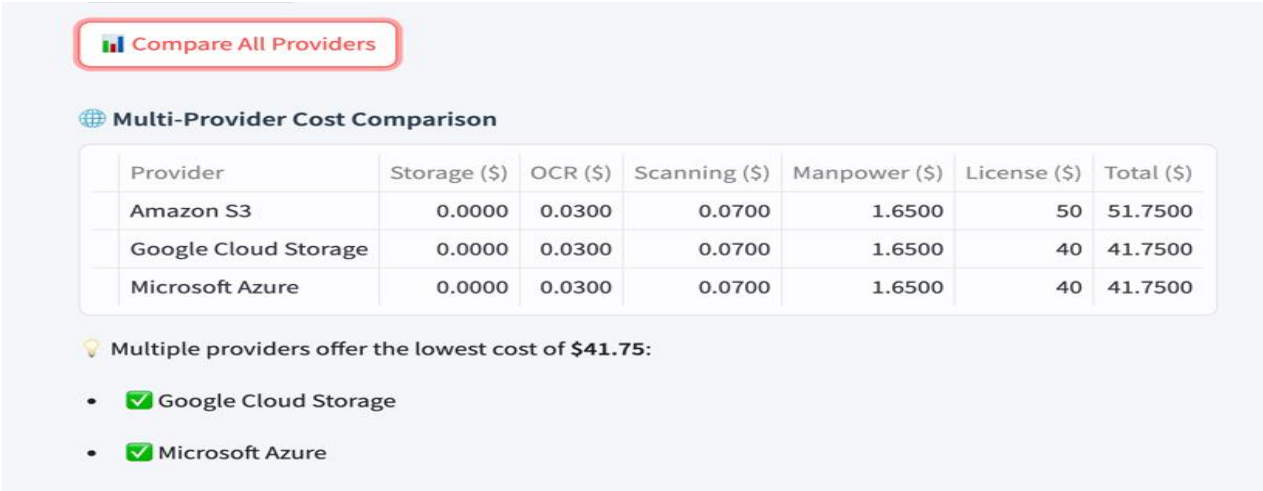 📊 Compare All Providers
🌐 Multi-Provider Cost Comparison
Provider Storage ($) OCR ($) Scanning ($) Manpower ($) License ($) Total ($)
Amazon S3 0.0000 0.0300 0.0700 1.6500 50 51.7500
Google Cloud Storage 0.0000 0.0300 0.0700 1.6500 40 41.7500
Microsoft Azure 0.0000 0.0300 0.0700 1.6500 40 41.7500
💡 Multiple providers offer the lowest cost of $41.75:
• ✅ Google Cloud Storage
• ✅ Microsoft Azure